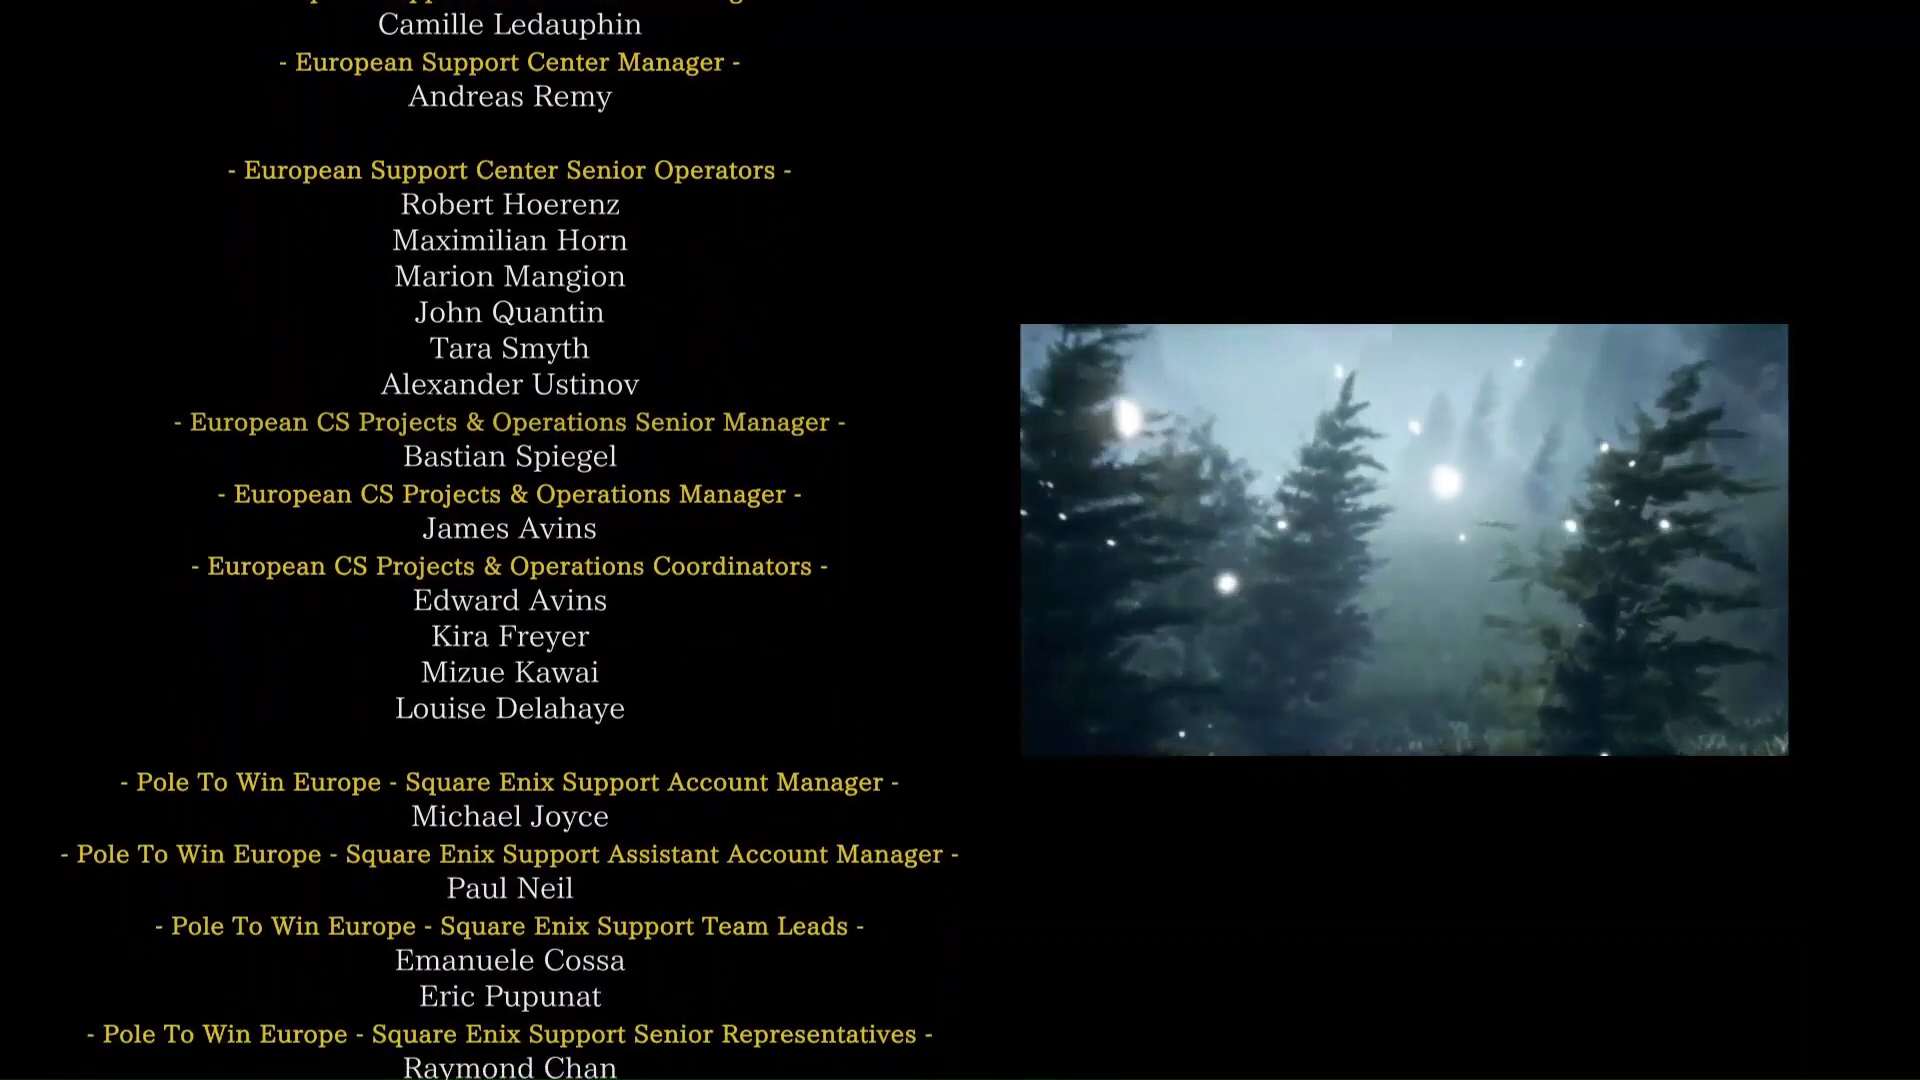 Camille Ledauphin
- European Support Center Manager -
Andreas Remy
- European Support Center Senior Operators -
Robert Hoerenz
Maximilian Horn
Marion Mangion
John Quantin
Tara Smyth
Alexander Ustinov
- European CS Projects & Operations Senior Manager -
Bastian Spiegel
- European CS Projects & Operations Manager -
James Avins
- European CS Projects & Operations Coordinators -
Edward Avins
Kira Freyer
Mizue Kawai
Louise Delahaye
- Pole To Win Europe - Square Enix Support Account Manager -
Michael Joyce
- Pole To Win Europe - Square Enix Support Assistant Account Manager -
Paul Neil
- Pole To Win Europe - Square Enix Support Team Leads -
Emanuele Cossa
Eric Pupunat
- Pole To Win Europe - Square Enix Support Senior Representatives -
Raymond Chan